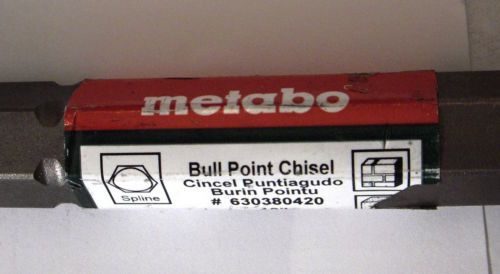 metabo
Bull Point Chisel
Cincel Puntiagudo
Burin Pointu
# 630380420
Spline